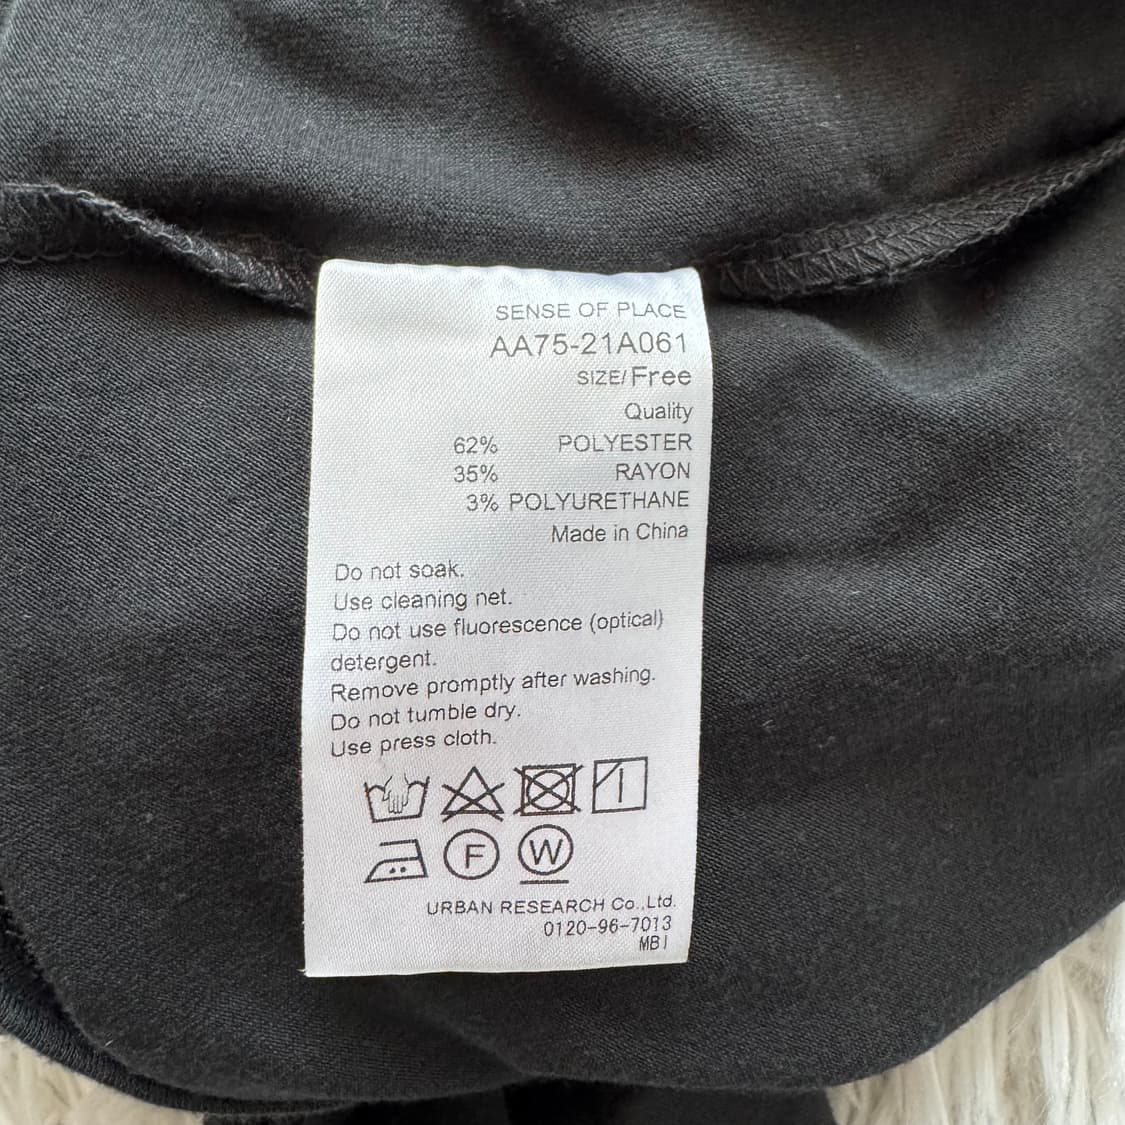 SENSE OF PLACE
AA75-21A061
SIZE/Free
Quality
62% POLYESTER
35% RAYON
3% POLYURETHANE
Made in China
Do not soak.
Use cleaning net.
Do not use fluorescence (optical)
detergent.
Remove promptly after washing.
Do not tumble dry.
Use press cloth.
F W
URBAN RESEARCH Co.,Ltd.
0120-96-7013
MBI